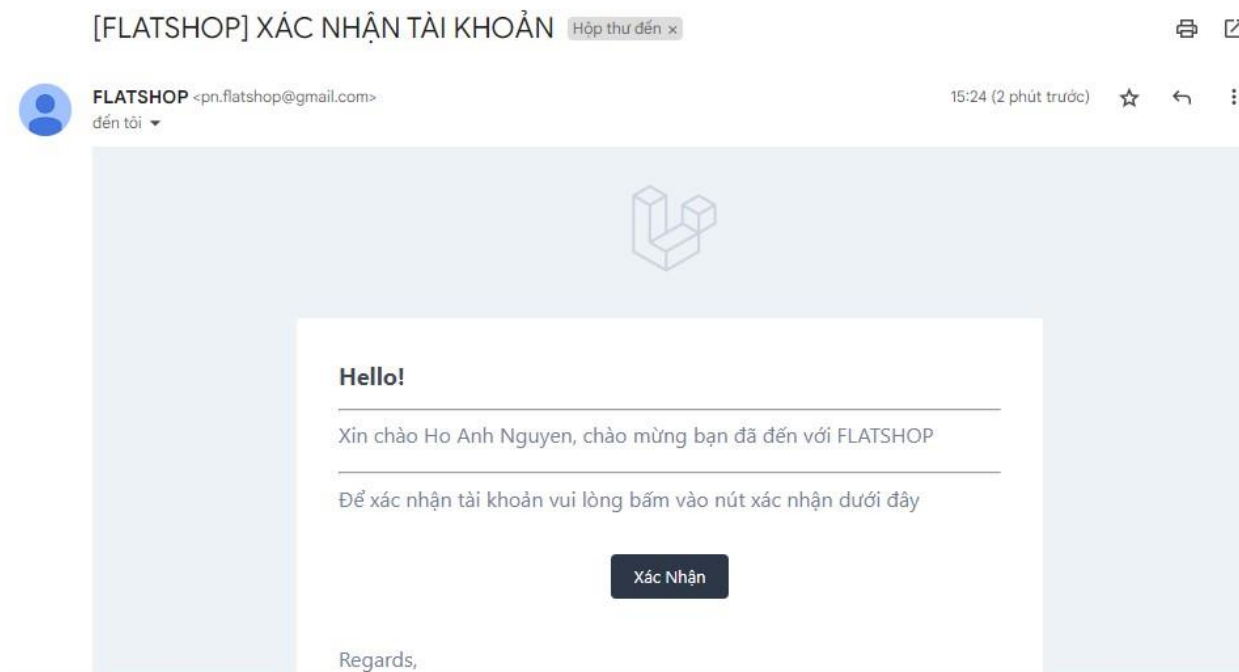 [FLATSHOP] XÁC NHẬN TÀI KHOẢN Hộp thư đến ×
FLATSHOP <pn.flatshop@gmail.com> 15:24 (2 phút trước)
đến tôi
Hello!
Xin chào Ho Anh Nguyen, chào mừng bạn đã đến với FLATSHOP
Để xác nhận tài khoản vui lòng bấm vào nút xác nhận dưới đây
Xác Nhận
Regards,